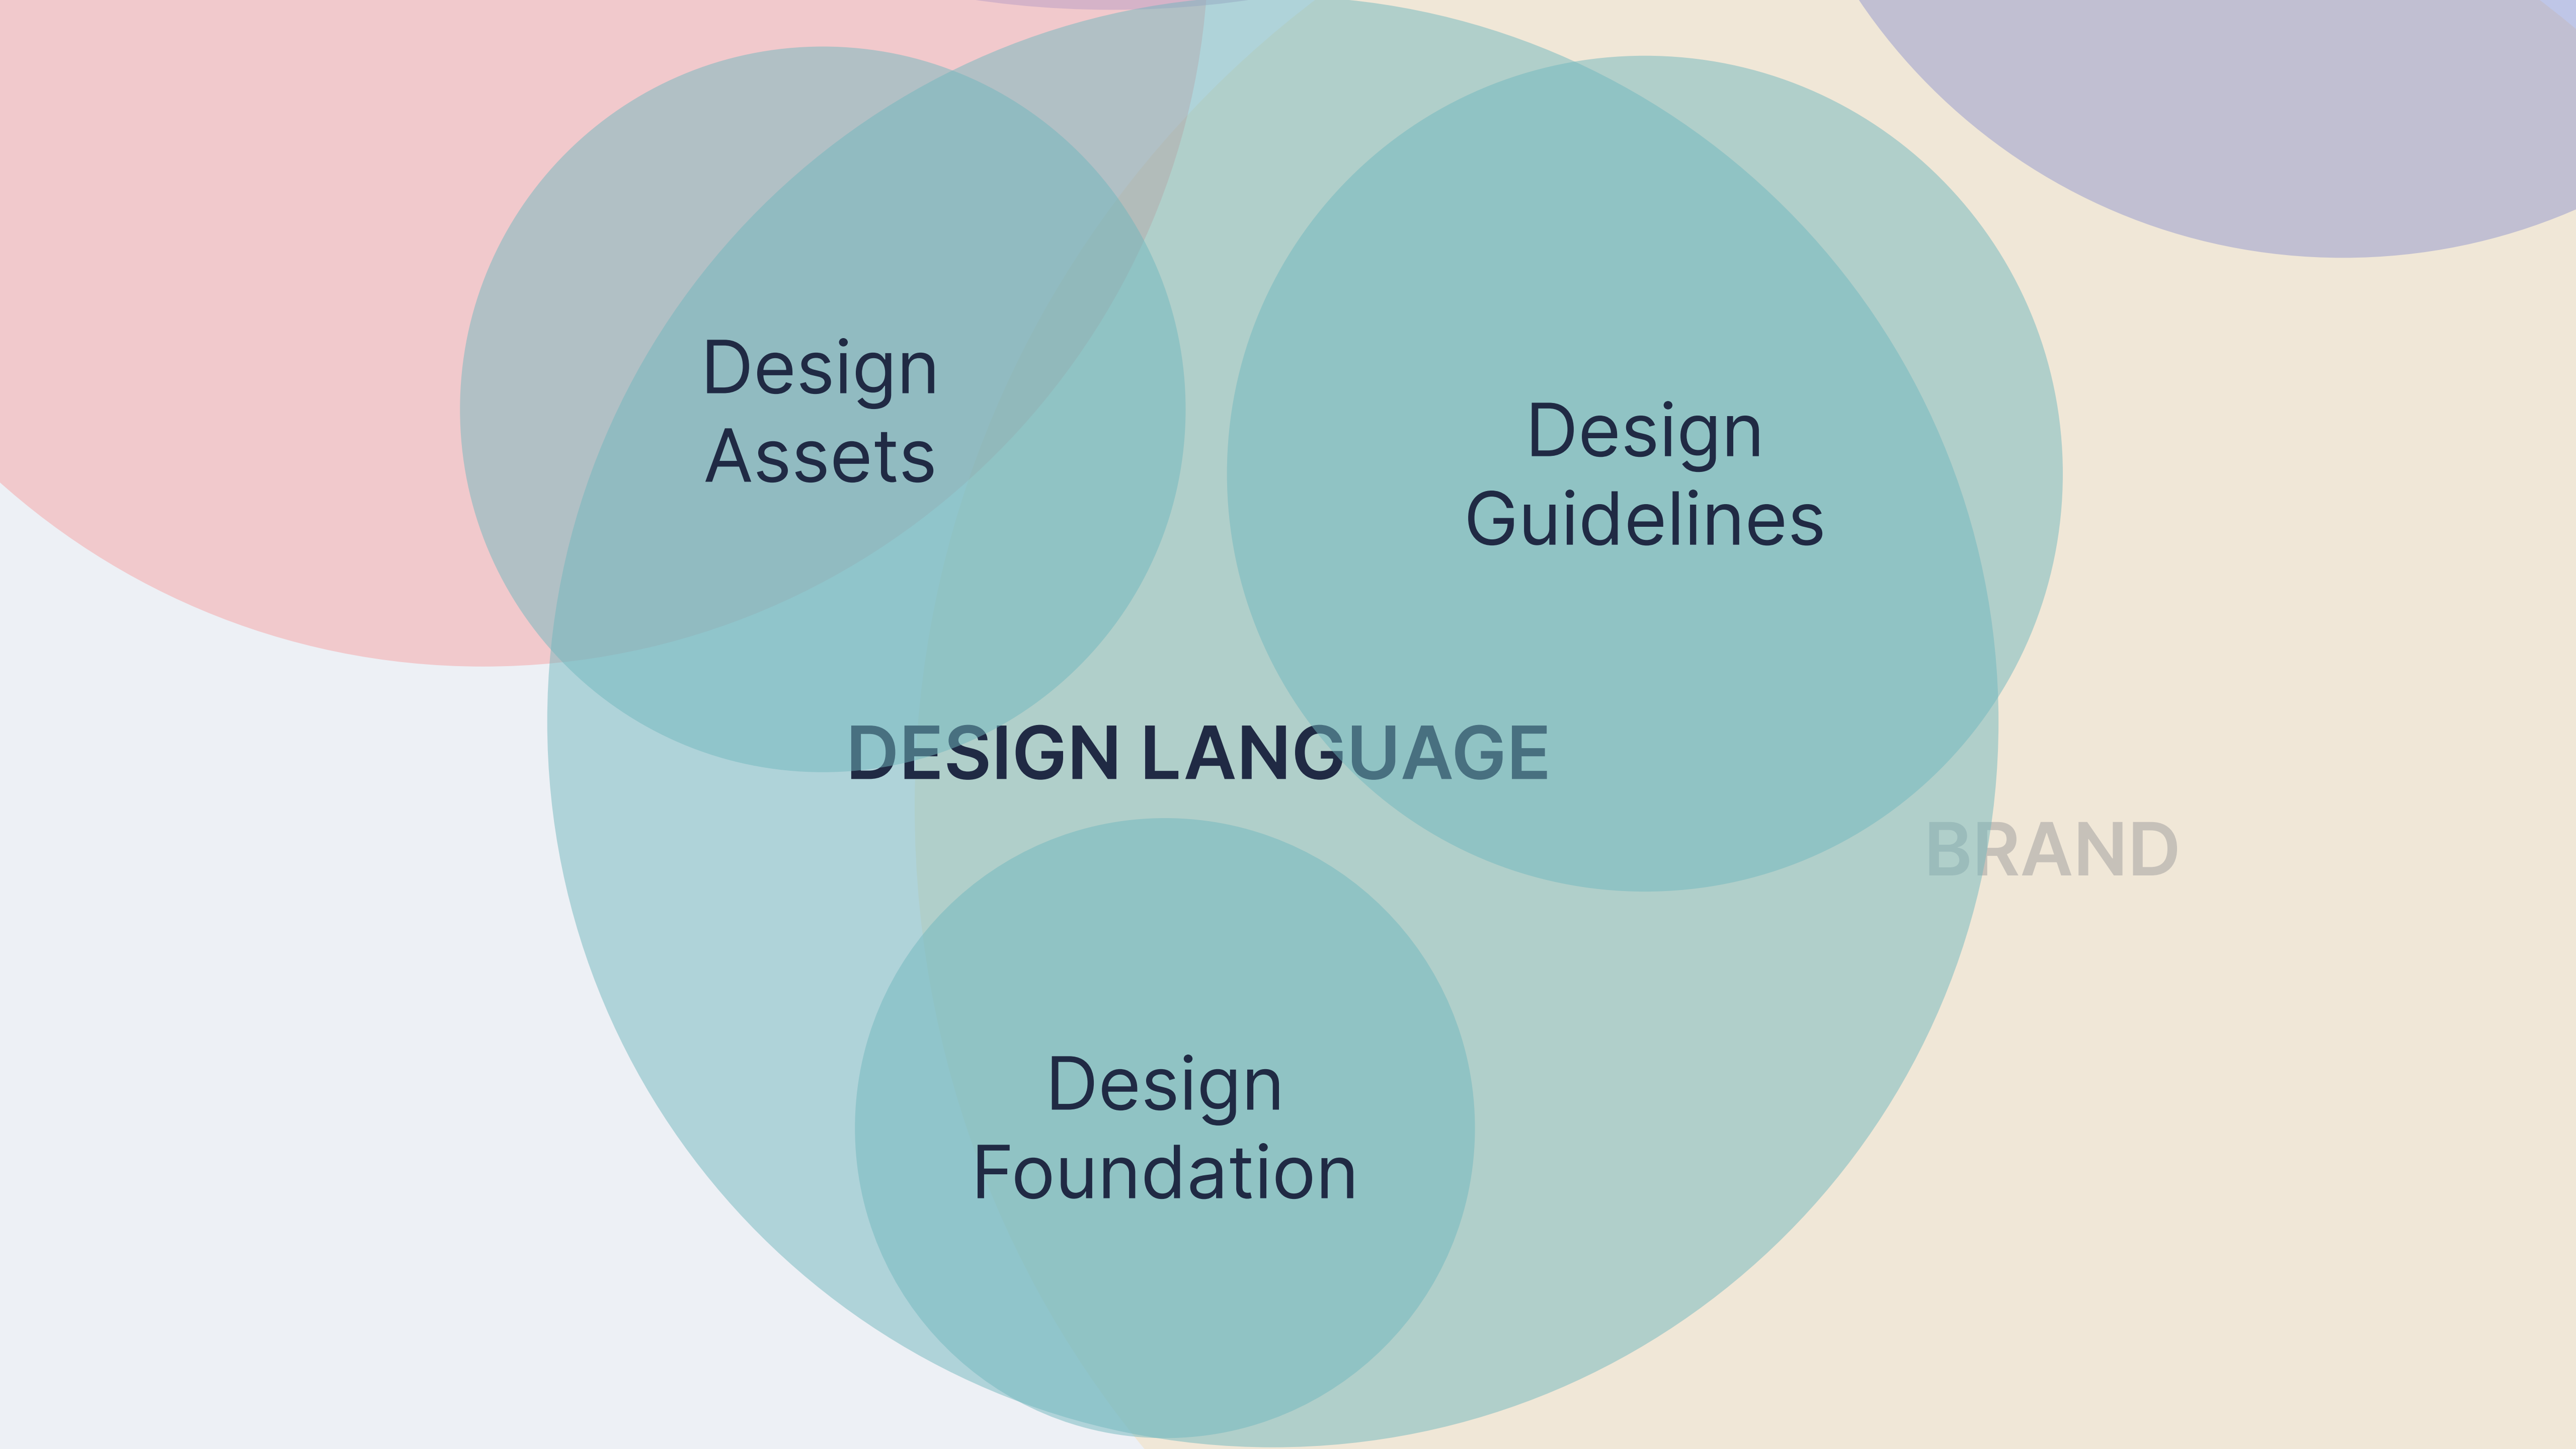 Design
Assets
Design
Guidelines
DESIGN LANGUAGE
BRAND
Design
Foundation